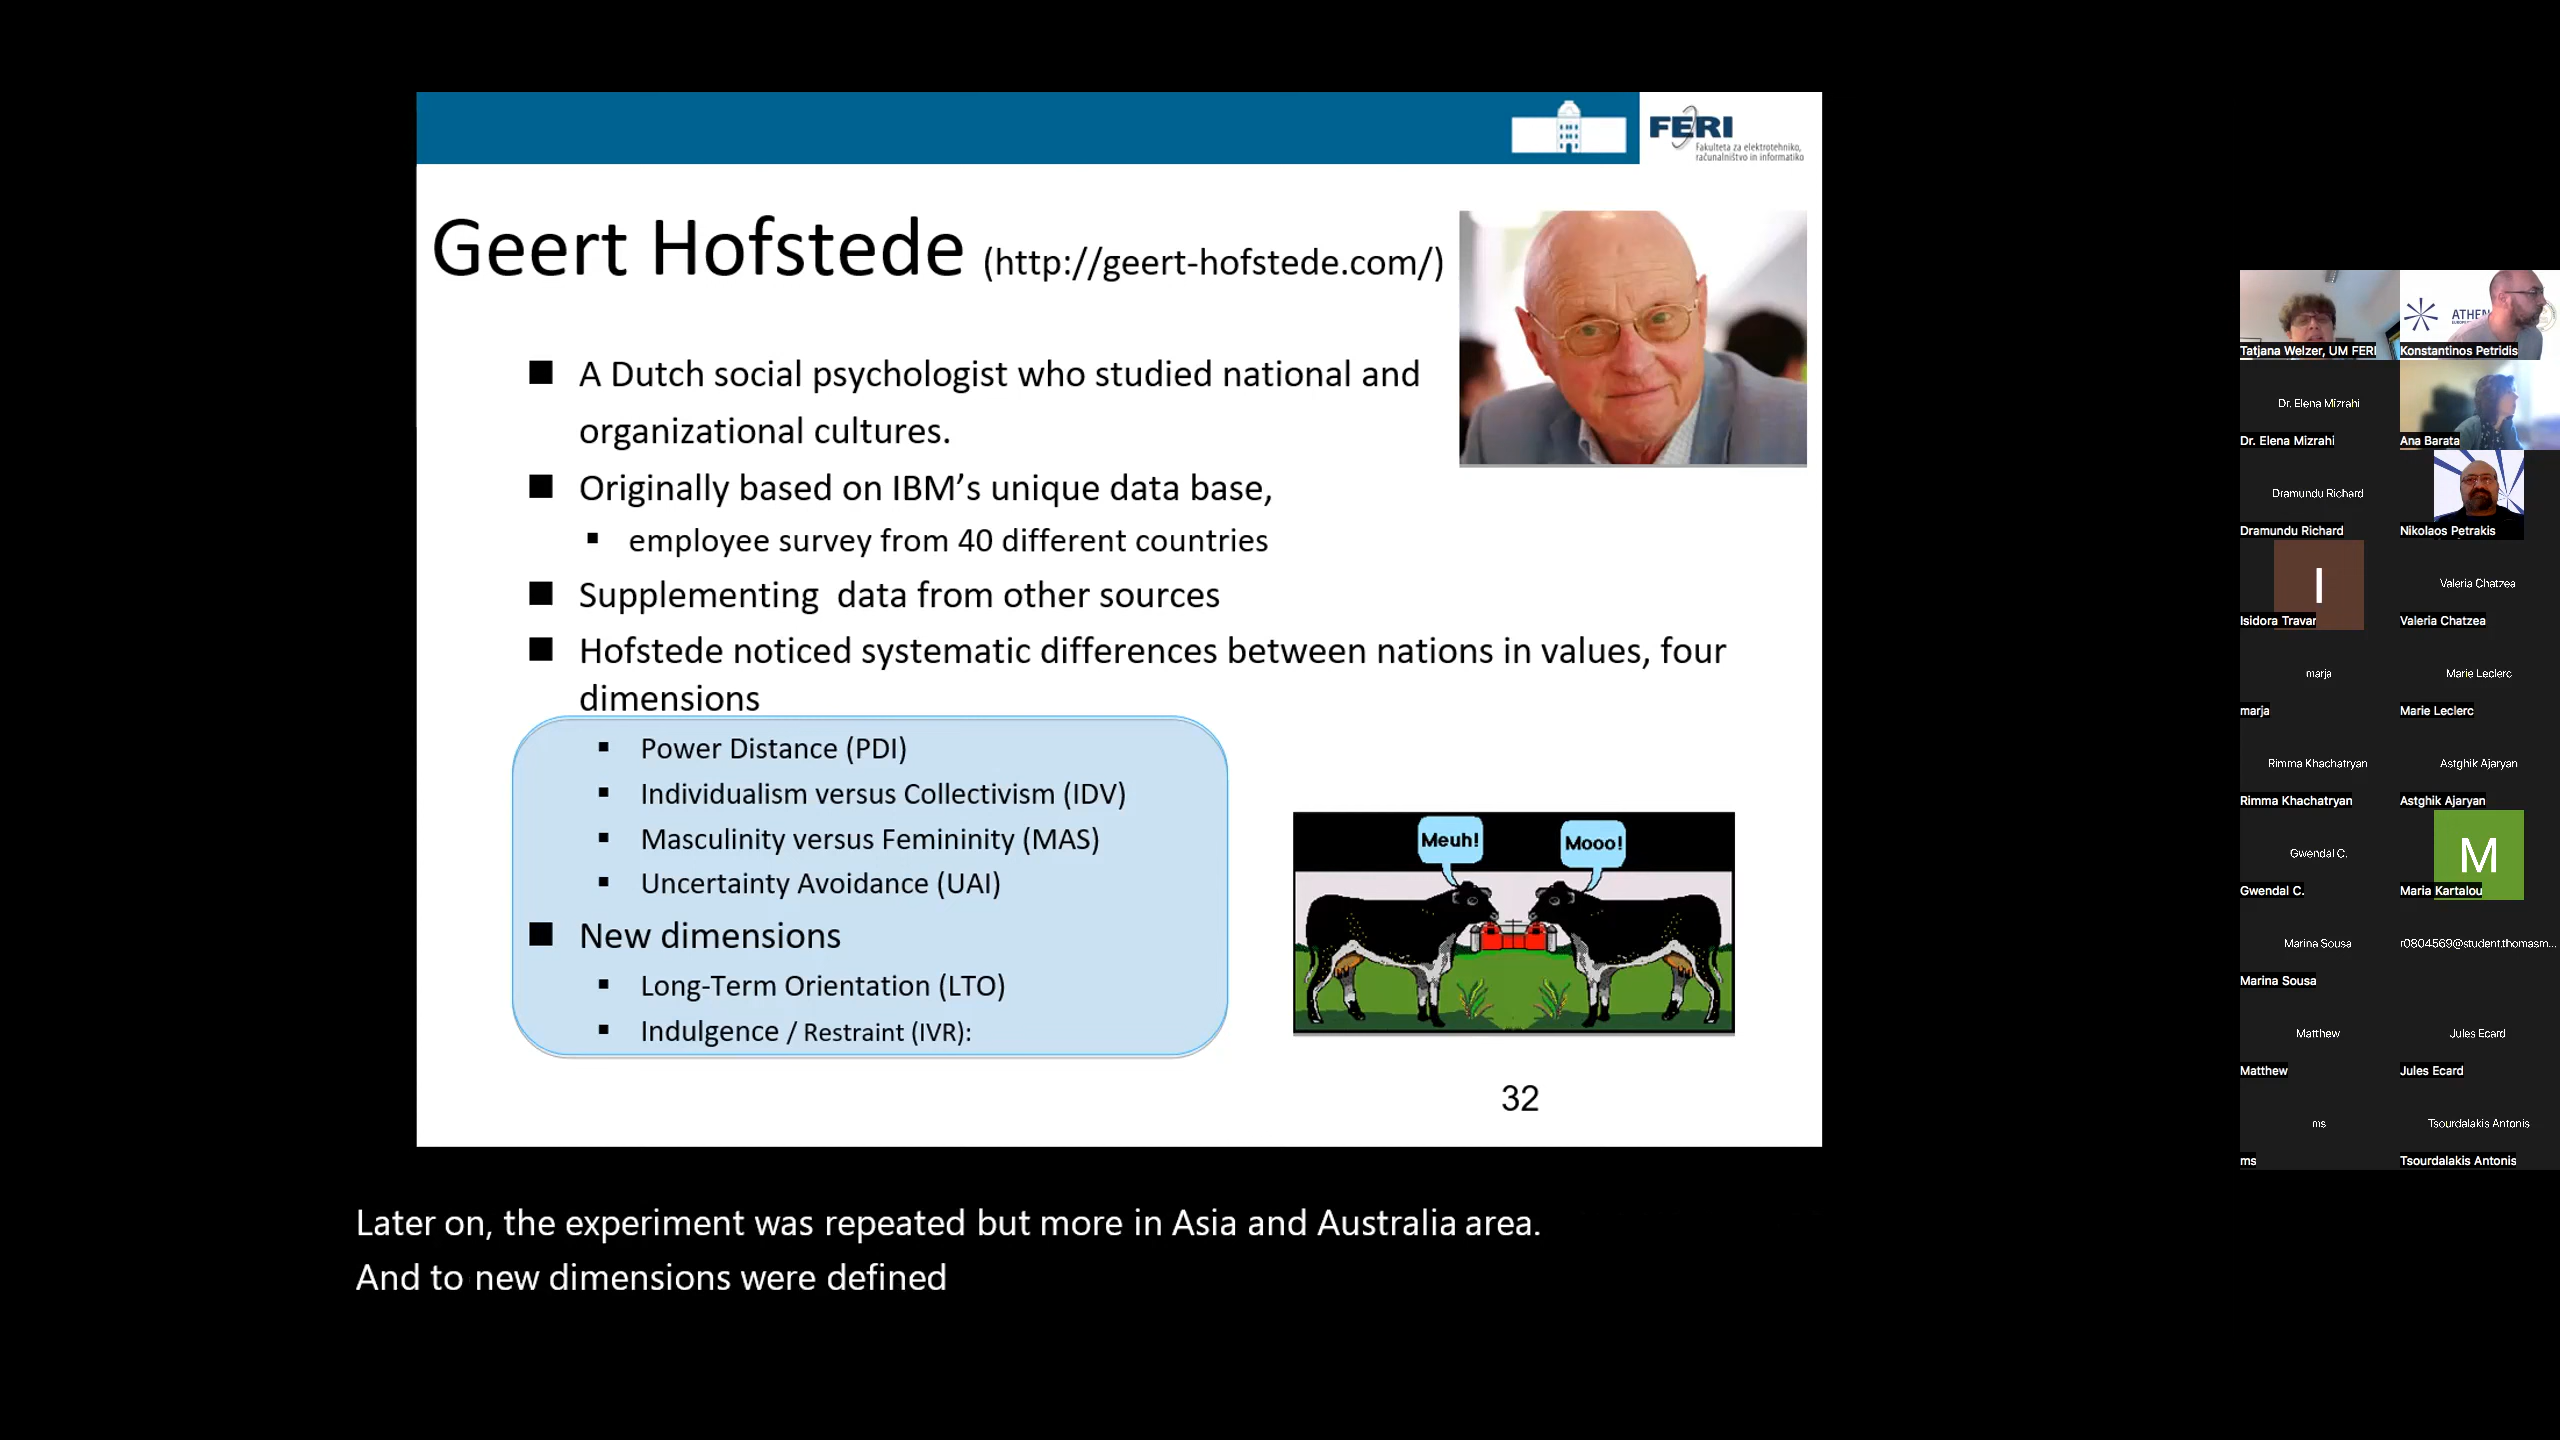 FERI
Fakulteta za elektrotehniko,
računalništvo in informatiko
Geert Hofstede (http://geert-hofstede.com/)
■ A Dutch social psychologist who studied national and
organizational cultures.
■ Originally based on IBM’s unique data base,
▪ employee survey from 40 different countries
■ Supplementing  data from other sources
■ Hofstede noticed systematic differences between nations in values, four
dimensions
▪ Power Distance (PDI)
▪ Individualism versus Collectivism (IDV)
▪ Masculinity versus Femininity (MAS)
▪ Uncertainty Avoidance (UAI)
■ New dimensions
▪ Long-Term Orientation (LTO)
▪ Indulgence / Restraint (IVR):
Meuh!
Mooo!
32
Later on, the experiment was repeated but more in Asia and Australia area.
And to new dimensions were defined
ATHEN
Tatjana Welzer, UM FERI
Konstantinos Petridis
Dr. Elena Mizrahi
Dr. Elena Mizrahi
Ana Barata
Dramundu Richard
Dramundu Richard
Nikolaos Petrakis
I
Isidora Travar
Valeria Chatzea
Valeria Chatzea
marja
marja
Marie Leclerc
Marie Leclerc
Rimma Khachatryan
Rimma Khachatryan
Astghik Ajaryan
Astghik Ajaryan
Gwendal C.
Gwendal C.
M
Maria Kartalou
Marina Sousa
Marina Sousa
r0804569@student.thomasm...
Matthew
Matthew
Jules Ecard
Jules Ecard
ms
ms
Tsourdalakis Antonis
Tsourdalakis Antonis